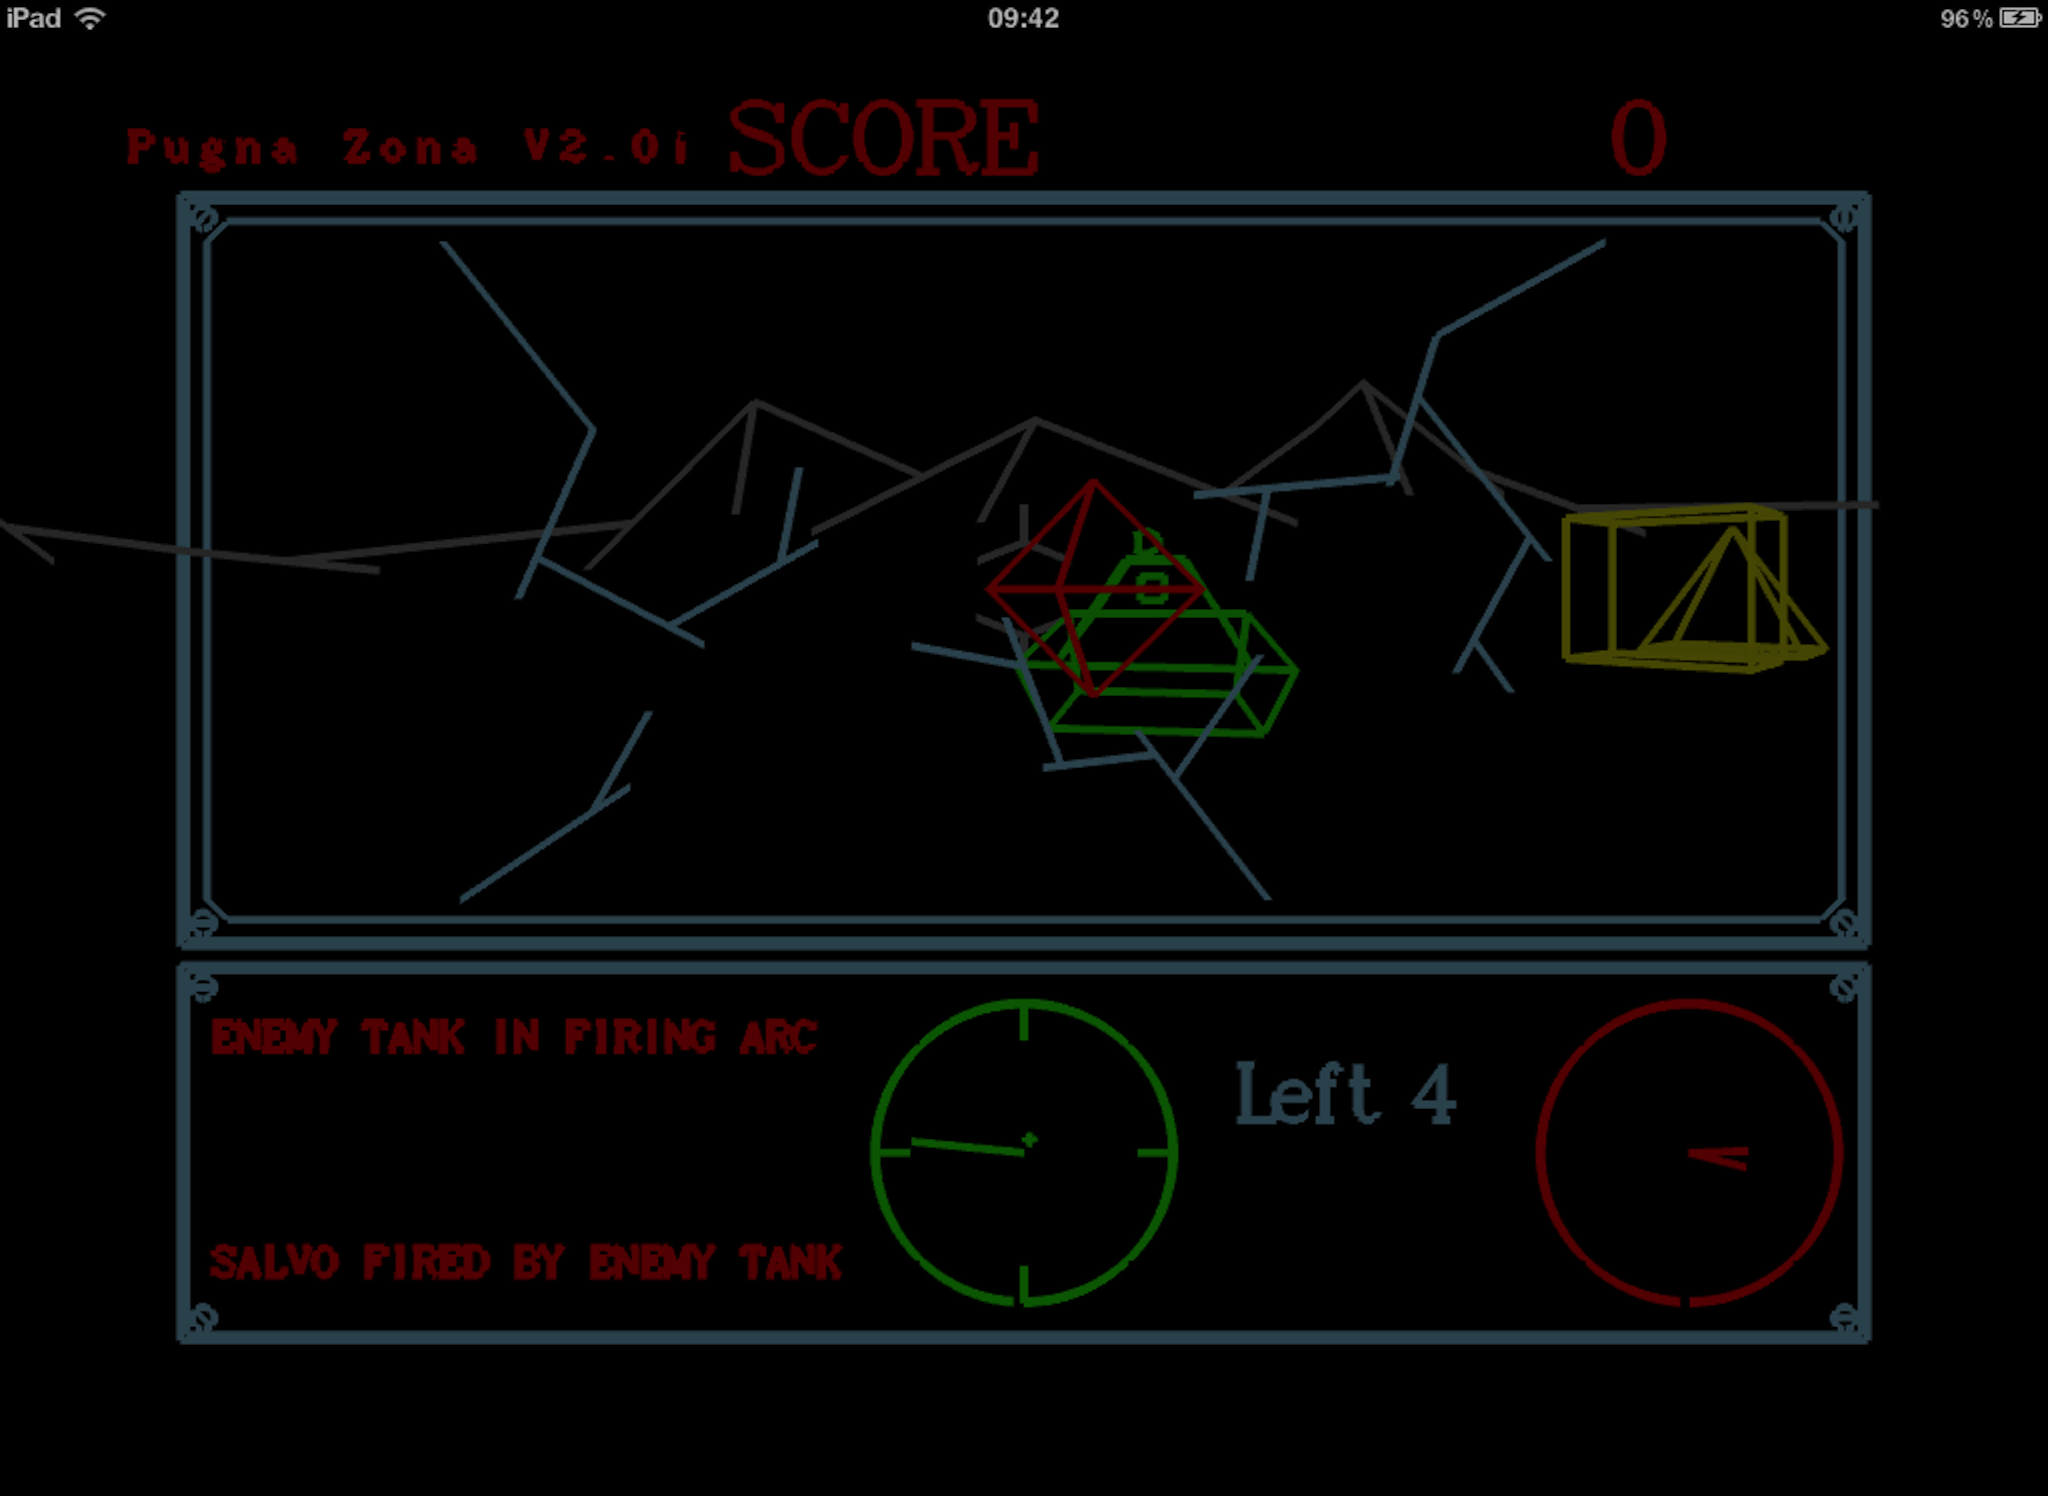 iPad 09:42 96%
Pugna Zona V2.0i SCORE 0
ENEMY TANK IN FIRING ARC
Left 4
SALVO FIRED BY ENEMY TANK